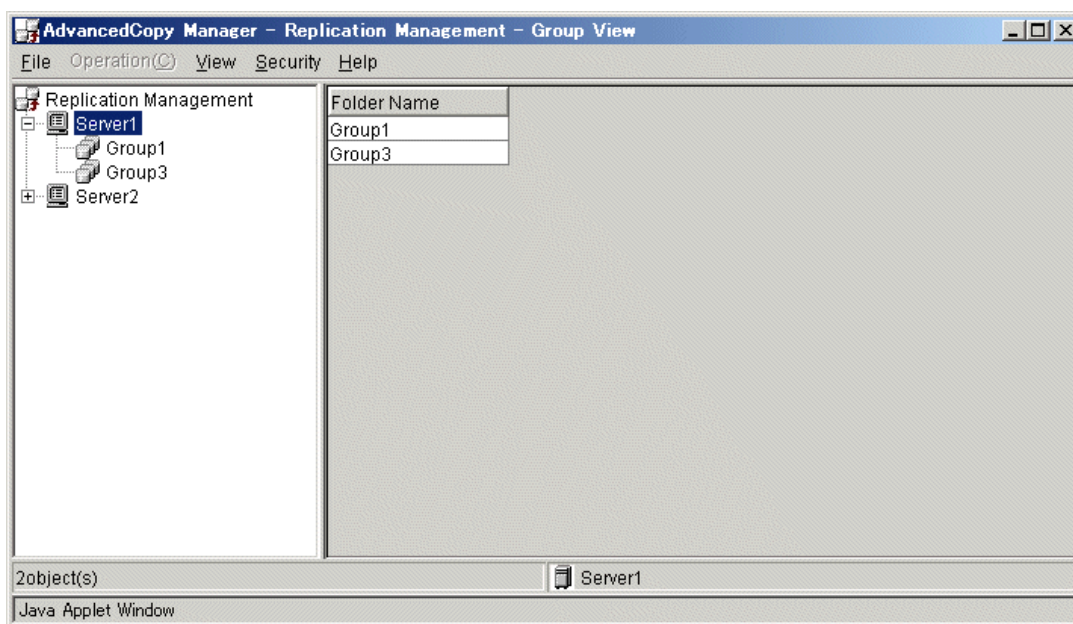 AdvancedCopy Manager - Replication Management - Group View
File Operation(C) View Security Help
Replication Management
Server1
Group1
Group3
Server2
Folder Name
Group1
Group3
2object(s)
Server1
Java Applet Window